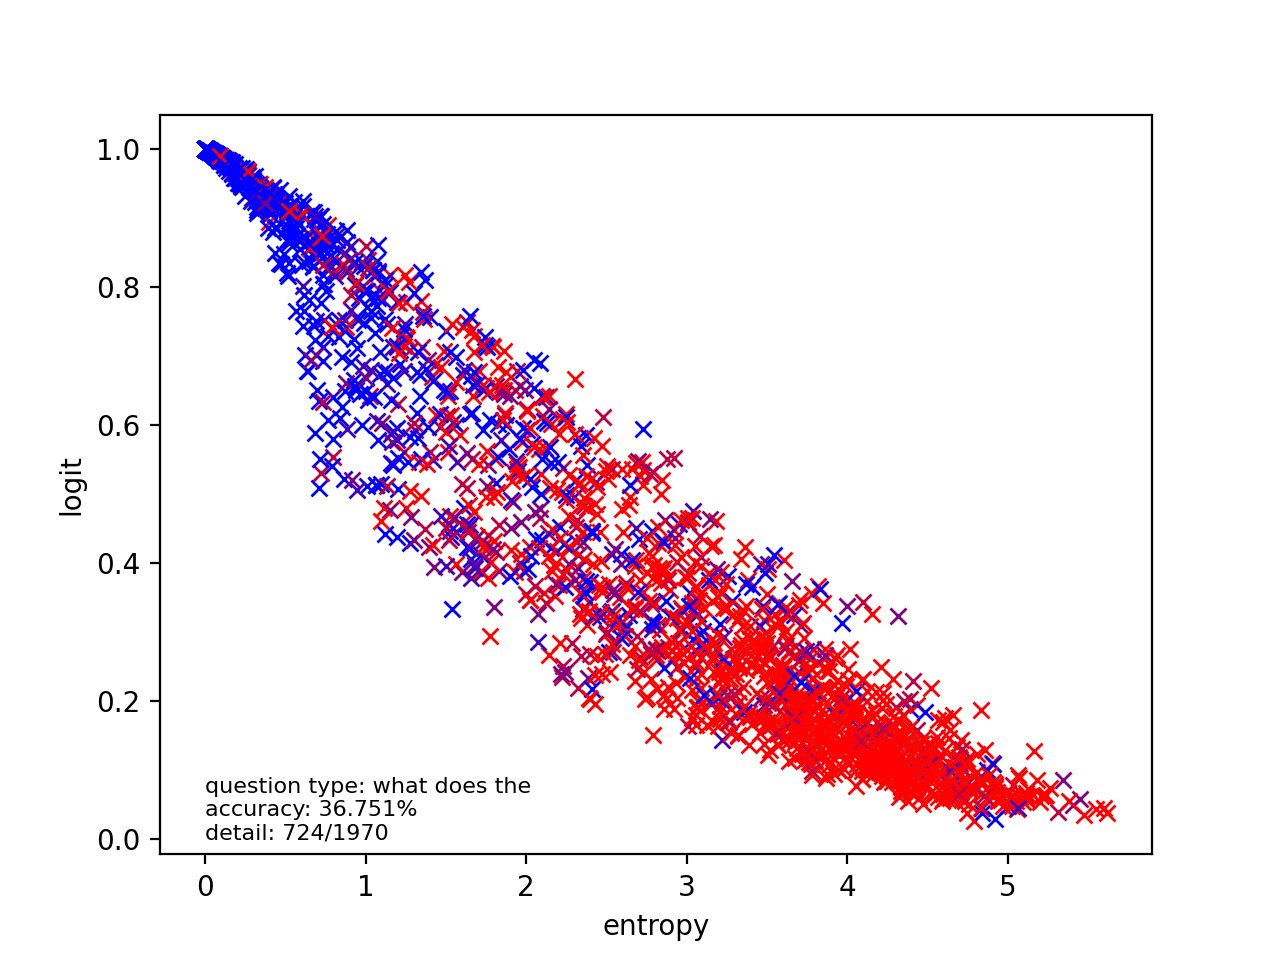 1.0
0.8
0.6
0.4
0.2
0.0
logit
question type: what does the
accuracy: 36.751%
detail: 724/1970
0 1 2 3 4 5
entropy